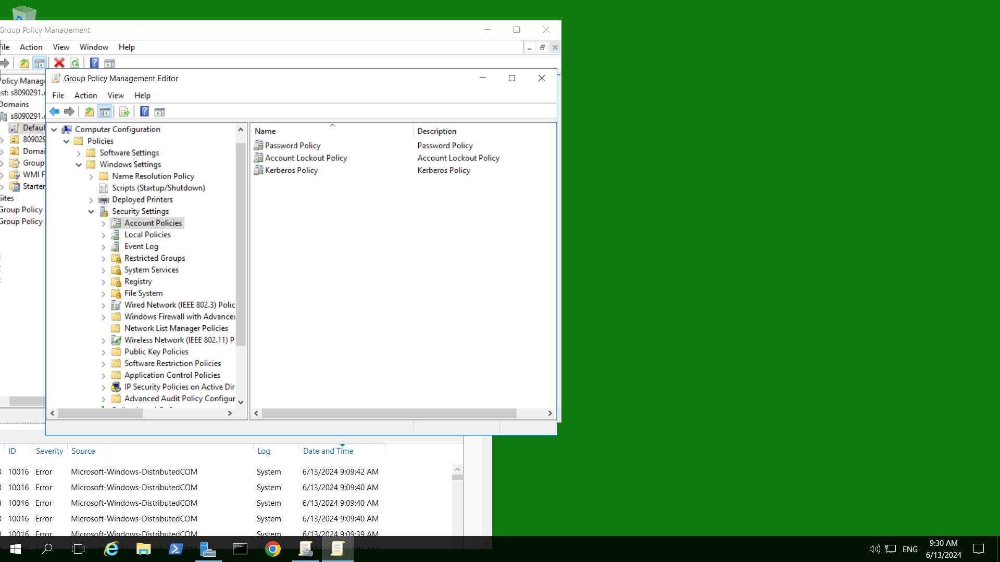 Group Policy Management
File Action View Window Help
Group Policy Management Editor
File Action View Help
s8090291.
Domains
s8090291.
Defaul
809029
Domai
Group
WMI F
Starter
Sites
Group Policy
Group Policy
Computer Configuration
Policies
Software Settings
Windows Settings
Name Resolution Policy
Scripts (Startup/Shutdown)
Deployed Printers
Security Settings
Account Policies
Local Policies
Event Log
Restricted Groups
System Services
Registry
File System
Wired Network (IEEE 802.3) Polic
Windows Firewall with Advanced
Network List Manager Policies
Wireless Network (IEEE 802.11) P
Public Key Policies
Software Restriction Policies
Application Control Policies
IP Security Policies on Active Dir
Advanced Audit Policy Configur
Name Description
Password Policy Password Policy
Account Lockout Policy Account Lockout Policy
Kerberos Policy Kerberos Policy
ID Severity Source Log Date and Time
10016 Error Microsoft-Windows-DistributedCOM System 6/13/2024 9:09:42 AM
10016 Error Microsoft-Windows-DistributedCOM System 6/13/2024 9:09:40 AM
10016 Error Microsoft-Windows-DistributedCOM System 6/13/2024 9:09:40 AM
10016 Error Microsoft-Windows-DistributedCOM System 6/13/2024 9:09:40 AM
10016 Error Microsoft-Windows-DistributedCOM System 6/13/2024 9:09:39 AM
ENG
9:30 AM
6/13/2024